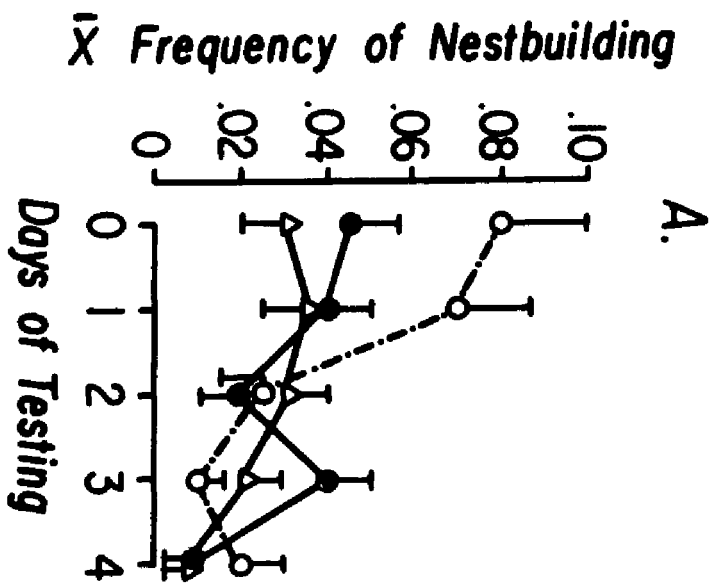 A.
X̄ Frequency of Nestbuilding
.10
.08
.06
.04
.02
0
0 1 2 3 4
Days of Testing